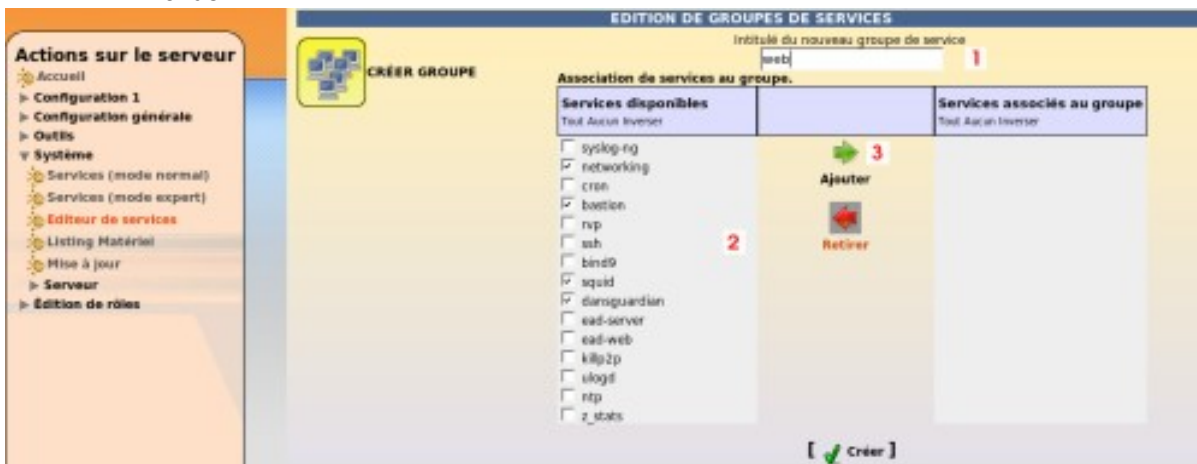 EDITION DE GROUPES DE SERVICES
Actions sur le serveur
Accueil
Configuration 1
Configuration générale
Outils
Système
Services (mode normal)
Services (mode expert)
Editeur de services
Listing Matériel
Mise à jour
Serveur
Édition de rôles
CRÉER GROUPE
Intitulé du nouveau groupe de service
web 1
Association de services au groupe.
Services disponibles
Tout Aucun Inverser
Services associés au groupe
Tout Aucun Inverser
syslog-ng
networking
cron
bastion
rvp
ssh
bind9
squid
dansguardian
ead-server
ead-web
killp2p
ulogd
ntp
z_stats
2
3
Ajouter
Retirer
[ Créer ]